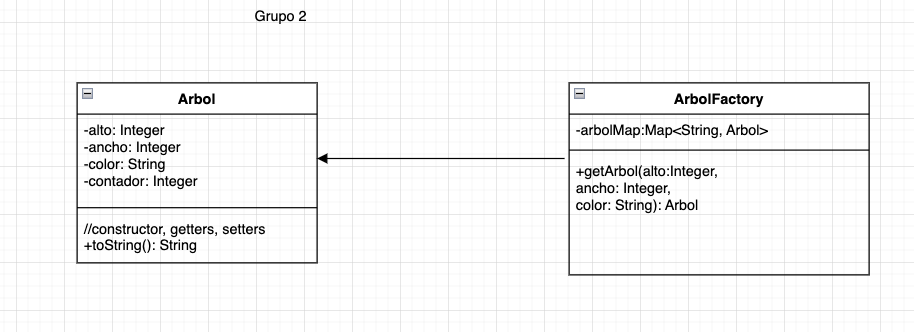 Grupo 2
Arbol
-alto: Integer
-ancho: Integer
-color: String
-contador: Integer
//constructor, getters, setters
+toString(): String
ArbolFactory
-arbolMap:Map<String, Arbol>
+getArbol(alto:Integer,
ancho: Integer,
color: String): Arbol